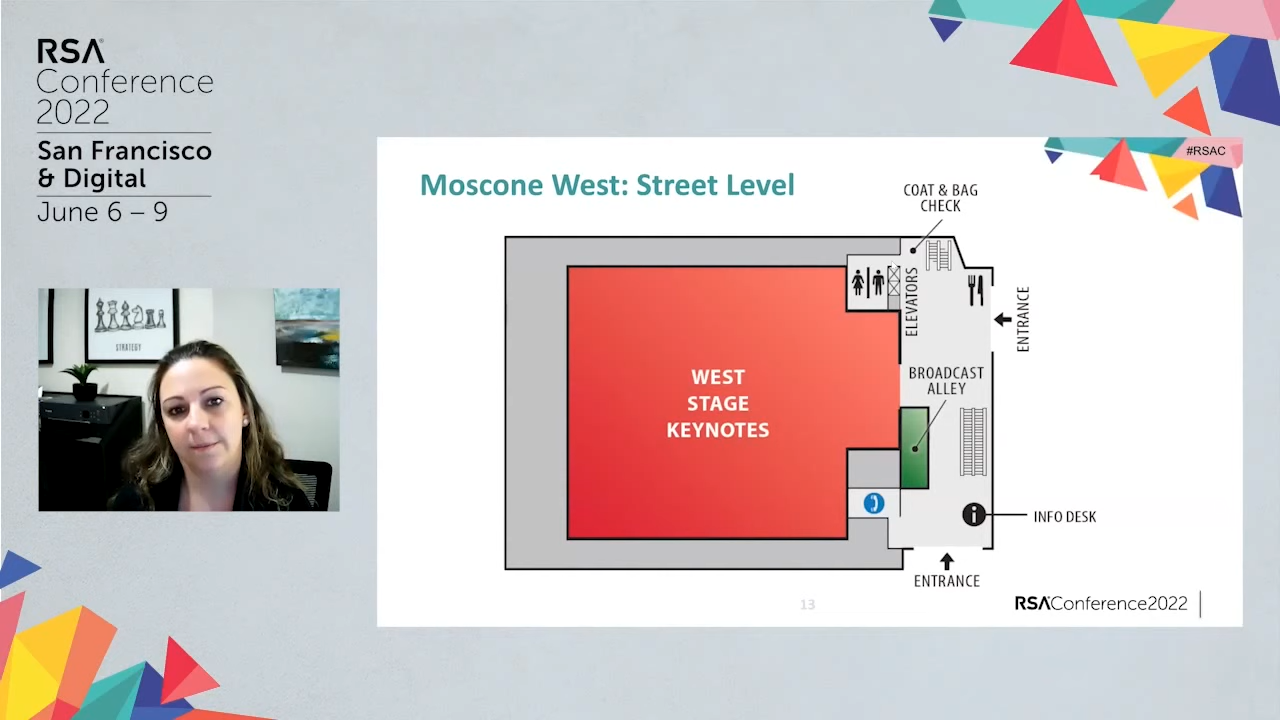 RSA
Conference
2022
San Francisco
& Digital
June 6 – 9
STRATEGY
#RSAC
Moscone West: Street Level
COAT & BAG
CHECK
ELEVATORS
ENTRANCE
WEST
STAGE
KEYNOTES
BROADCAST
ALLEY
INFO DESK
ENTRANCE
13
RSAConference2022